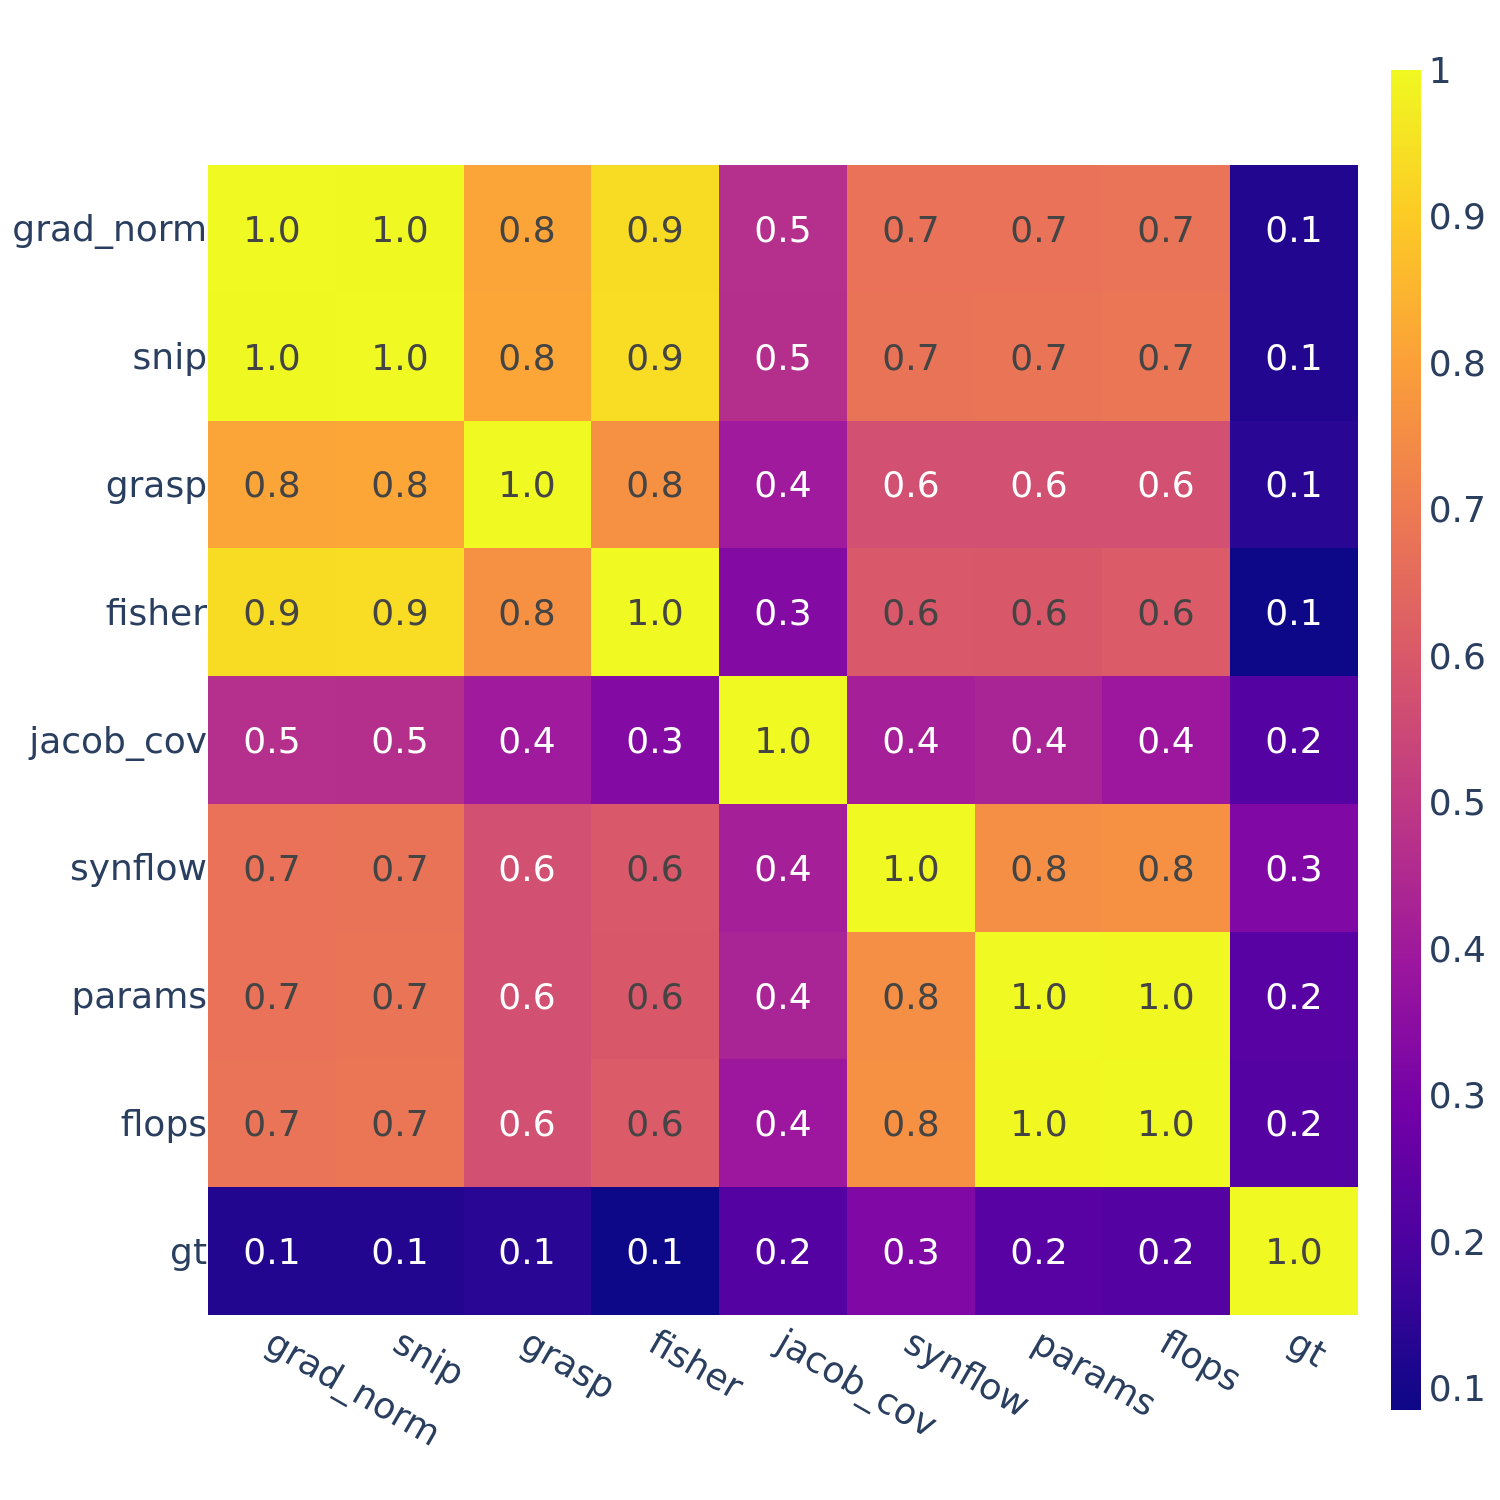 grad_norm 1.0 1.0 0.8 0.9 0.5 0.7 0.7 0.7 0.1
snip 1.0 1.0 0.8 0.9 0.5 0.7 0.7 0.7 0.1
grasp 0.8 0.8 1.0 0.8 0.4 0.6 0.6 0.6 0.1
fisher 0.9 0.9 0.8 1.0 0.3 0.6 0.6 0.6 0.1
jacob_cov 0.5 0.5 0.4 0.3 1.0 0.4 0.4 0.4 0.2
synflow 0.7 0.7 0.6 0.6 0.4 1.0 0.8 0.8 0.3
params 0.7 0.7 0.6 0.6 0.4 0.8 1.0 1.0 0.2
flops 0.7 0.7 0.6 0.6 0.4 0.8 1.0 1.0 0.2
gt 0.1 0.1 0.1 0.1 0.2 0.3 0.2 0.2 1.0
grad_norm snip grasp fisher jacob_cov synflow params flops gt
1
0.9
0.8
0.7
0.6
0.5
0.4
0.3
0.2
0.1